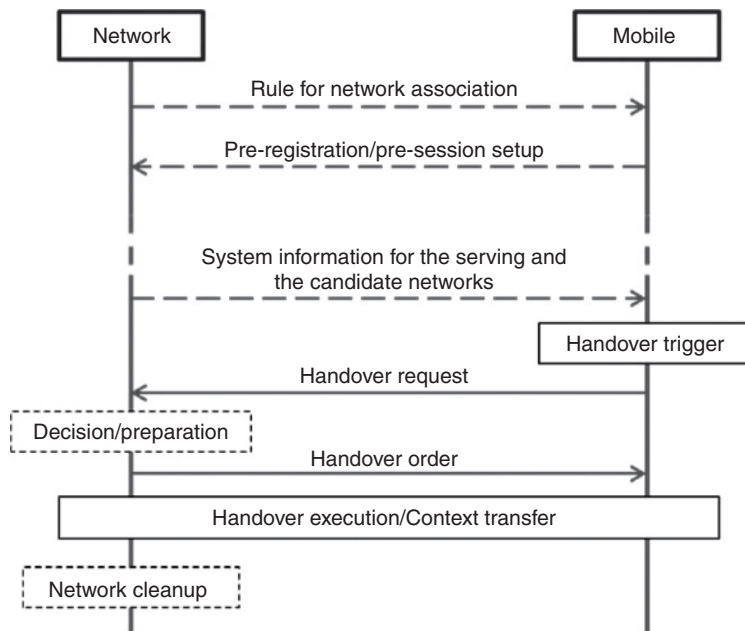 Network
Mobile
Rule for network association
Pre-registration/pre-session setup
System information for the serving and
the candidate networks
Handover trigger
Handover request
Decision/preparation
Handover order
Handover execution/Context transfer
Network cleanup